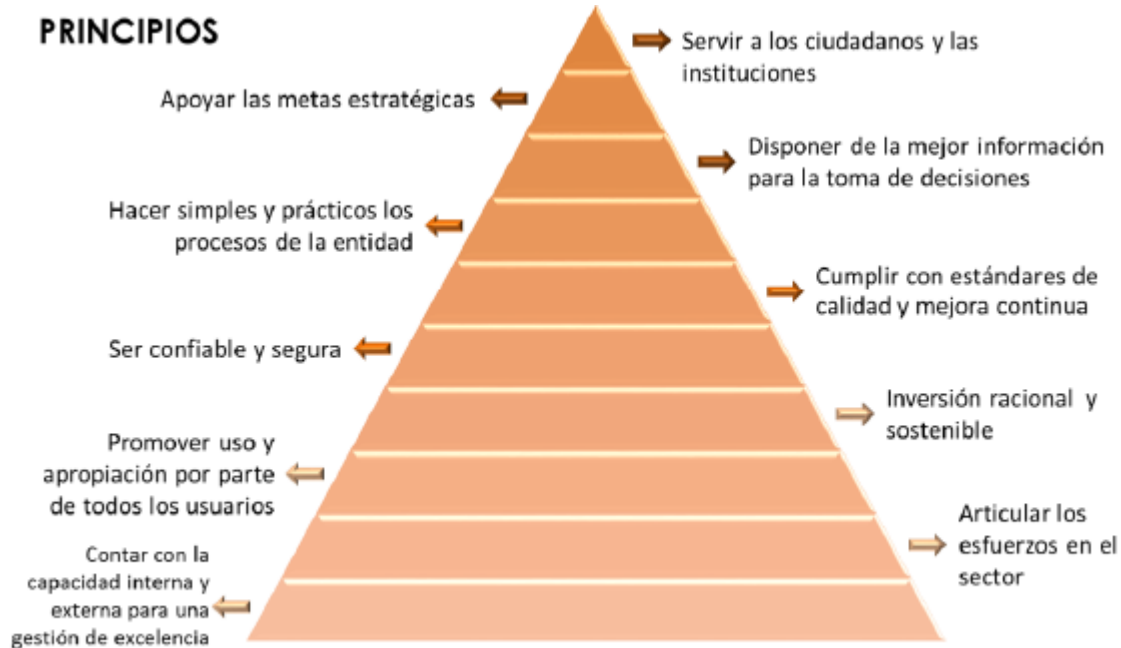 PRINCIPIOS
Servir a los ciudadanos y las
instituciones
Apoyar las metas estratégicas
Disponer de la mejor información
para la toma de decisiones
Hacer simples y prácticos los
procesos de la entidad
Cumplir con estándares de
calidad y mejora continua
Ser confiable y segura
Inversión racional y
sostenible
Promover uso y
apropiación por parte
de todos los usuarios
Articular los
esfuerzos en el
sector
Contar con la
capacidad interna y
externa para una
gestión de excelencia